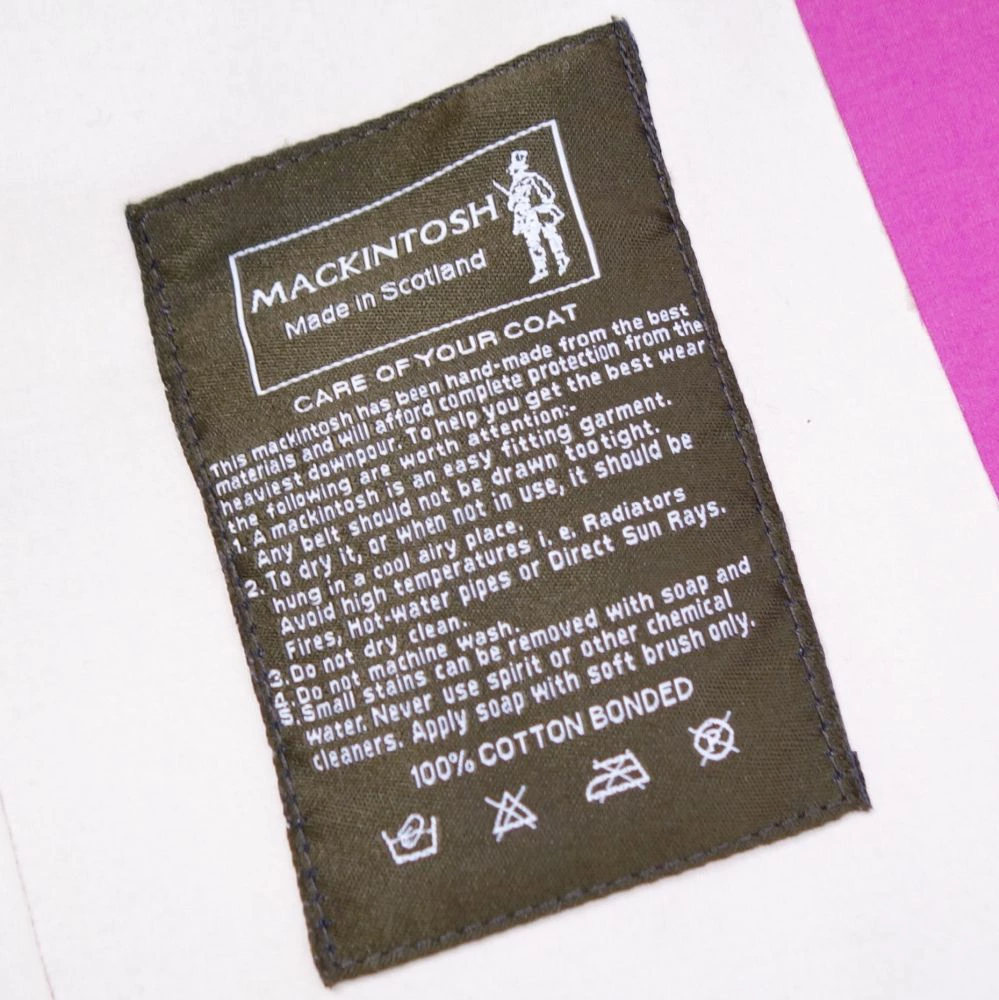 MACKINTOSH
Made in Scotland
CARE OF YOUR COAT
This mackintosh has been hand-made from the best
materials and will afford complete protection from the
heaviest downpour. To help you get the best wear
the following are worth attention:-
1. A mackintosh is an easy fitting garment.
Any belt should not be drawn too tight.
2. To dry it, or when not in use, it should be
hung in a cool airy place.
Avoid high temperatures i. e. Radiators
Fires, Hot-water pipes or Direct Sun Rays.
3. Do not dry clean.
4. Do not machine wash.
5. Small stains can be removed with soap and
water. Never use spirit or other chemical
cleaners. Apply soap with soft brush only.
100% COTTON BONDED